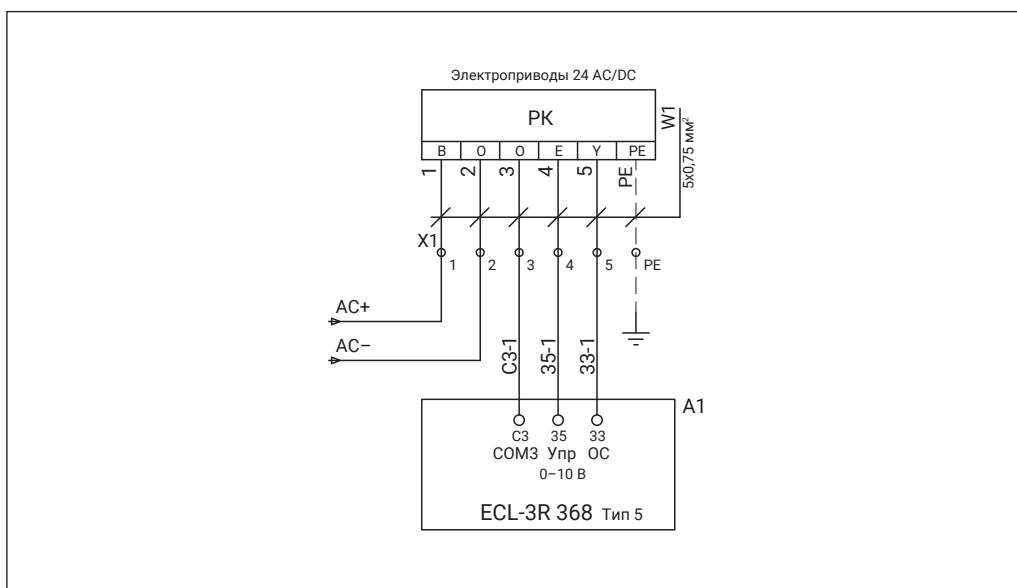 Электроприводы 24 AC/DC
РК
W1
5x0,75 мм²
B O O E Y PE
1 2 3 4 5 PE
X1
1 2 3 4 5 PE
AC+
AC–
C3-1 35-1 33-1
A1
C3 35 33
COM3 Упр ОС
0–10 В
ECL-3R 368 Тип 5